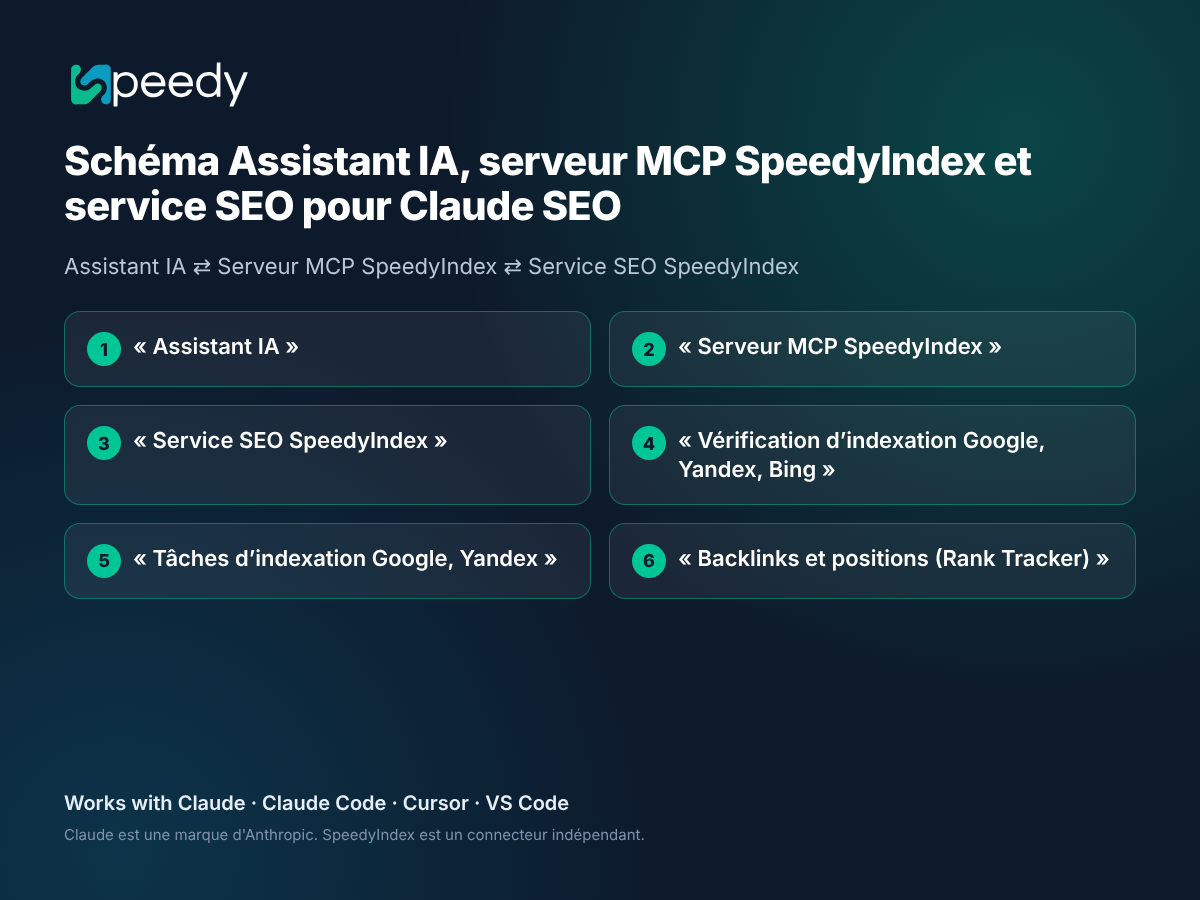 Speedy
Schéma Assistant IA, serveur MCP SpeedyIndex et
service SEO pour Claude SEO
Assistant IA ⇄ Serveur MCP SpeedyIndex ⇄ Service SEO SpeedyIndex
1 « Assistant IA »
2 « Serveur MCP SpeedyIndex »
3 « Service SEO SpeedyIndex »
4 « Vérification d’indexation Google,
Yandex, Bing »
5 « Tâches d’indexation Google, Yandex »
6 « Backlinks et positions (Rank Tracker) »
Works with Claude · Claude Code · Cursor · VS Code
Claude est une marque d'Anthropic. SpeedyIndex est un connecteur indépendant.